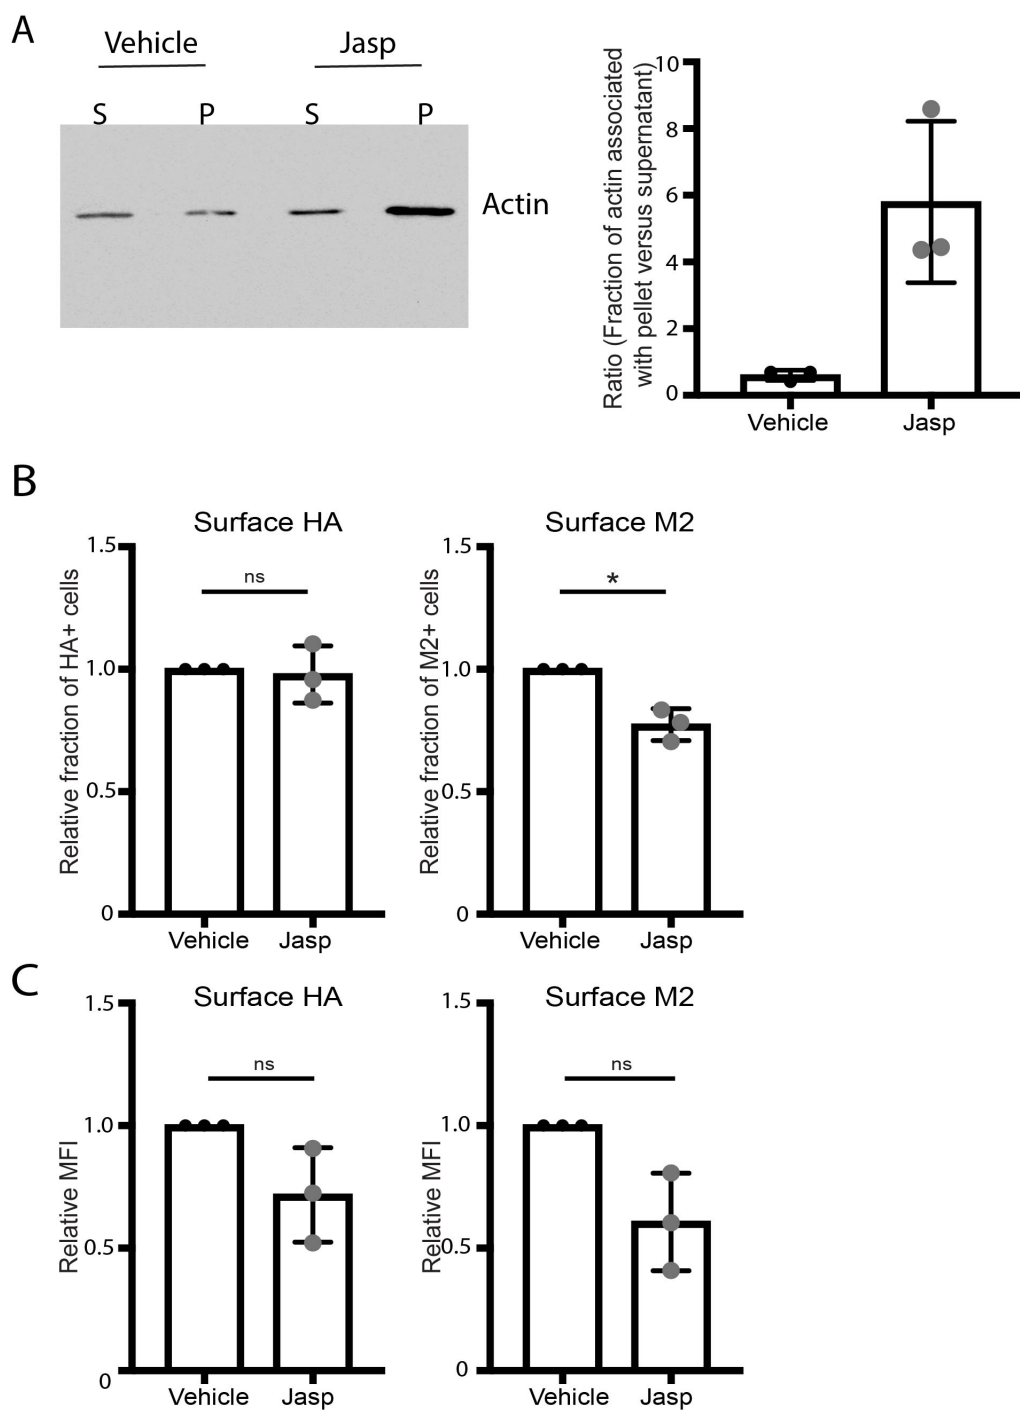 A
Vehicle Jasp
S P S P
Actin
Ratio (Fraction of actin associated
with pellet versus supernatant)
10
8
6
4
2
0
Vehicle Jasp
B
Surface HA
Relative fraction of HA+ cells
1.5
1.0
0.5
0
ns
Vehicle Jasp
Surface M2
Relative fraction of M2+ cells
1.5
1.0
0.5
0
*
Vehicle Jasp
C
Surface HA
Relative MFI
1.5
1.0
0.5
0
ns
Vehicle Jasp
Surface M2
Relative MFI
1.5
1.0
0.5
0
ns
Vehicle Jasp